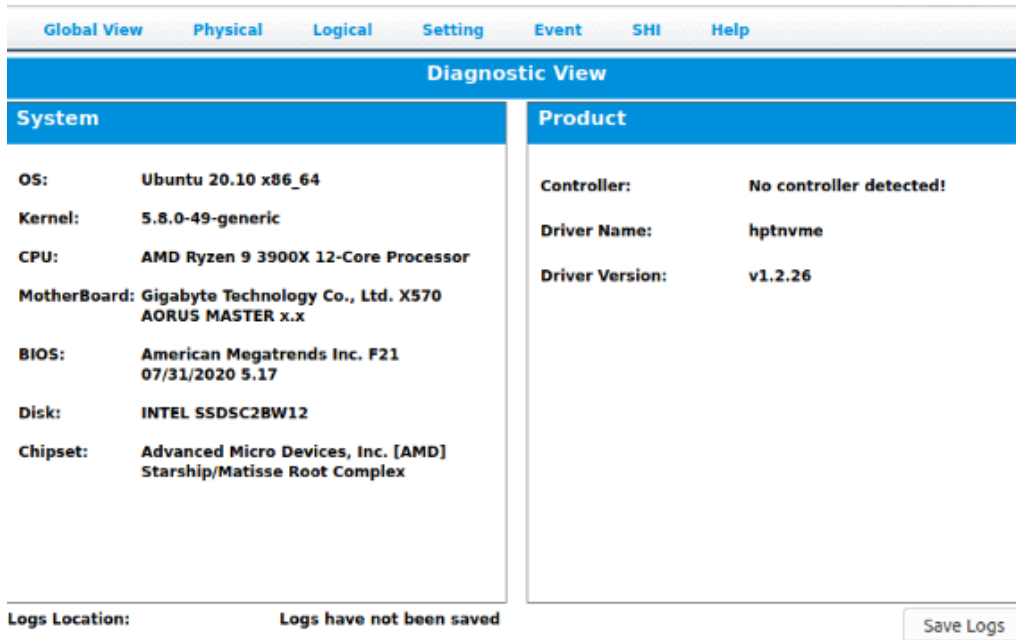 Global View Physical Logical Setting Event SHI Help
Diagnostic View
System
OS: Ubuntu 20.10 x86_64
Kernel: 5.8.0-49-generic
CPU: AMD Ryzen 9 3900X 12-Core Processor
MotherBoard: Gigabyte Technology Co., Ltd. X570
AORUS MASTER x.x
BIOS: American Megatrends Inc. F21
07/31/2020 5.17
Disk: INTEL SSDSC2BW12
Chipset: Advanced Micro Devices, Inc. [AMD]
Starship/Matisse Root Complex
Product
Controller: No controller detected!
Driver Name: hptnvme
Driver Version: v1.2.26
Logs Location: Logs have not been saved
Save Logs